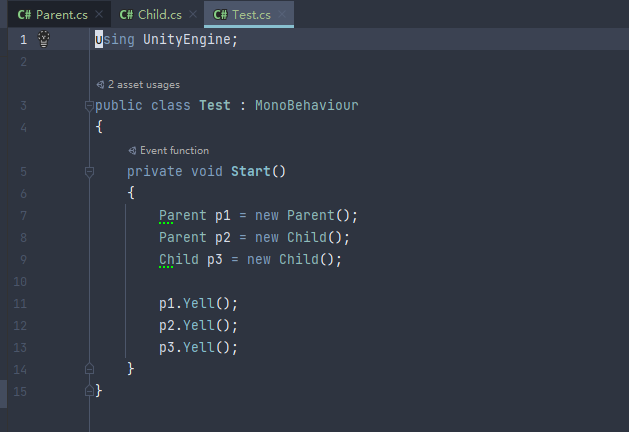 C# Parent.cs × C# Child.cs × C# Test.cs ×
1 using UnityEngine;
2
2 asset usages
3 public class Test : MonoBehaviour
4 {
Event function
5 private void Start()
6 {
7 Parent p1 = new Parent();
8 Parent p2 = new Child();
9 Child p3 = new Child();
10
11 p1.Yell();
12 p2.Yell();
13 p3.Yell();
14 }
15 }